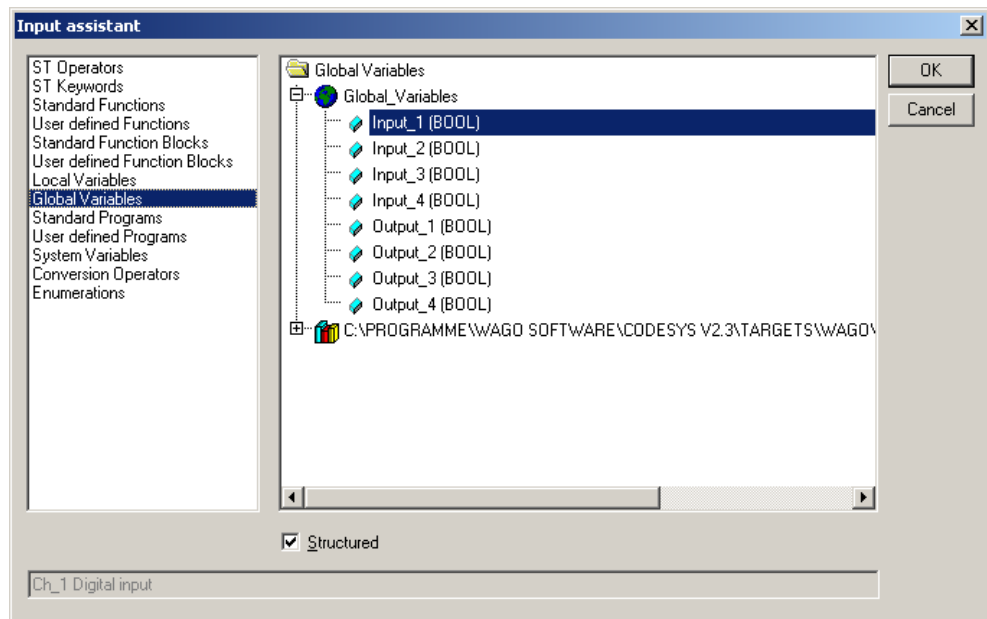 Input assistant
ST Operators
ST Keywords
Standard Functions
User defined Functions
Standard Function Blocks
User defined Function Blocks
Local Variables
Global Variables
Standard Programs
User defined Programs
System Variables
Conversion Operators
Enumerations
Global Variables
Global_Variables
Input_1 (BOOL)
Input_2 (BOOL)
Input_3 (BOOL)
Input_4 (BOOL)
Output_1 (BOOL)
Output_2 (BOOL)
Output_3 (BOOL)
Output_4 (BOOL)
C:\PROGRAMME\WAGO SOFTWARE\CODESYS V2.3\TARGETS\WAGO\
OK
Cancel
Structured
Ch_1 Digital input